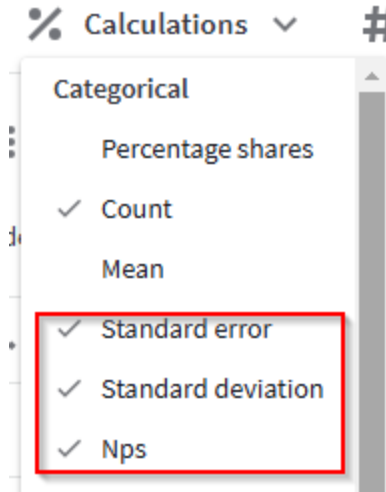 % Calculations #
Categorical
Percentage shares
Count
Mean
Standard error
Standard deviation
Nps